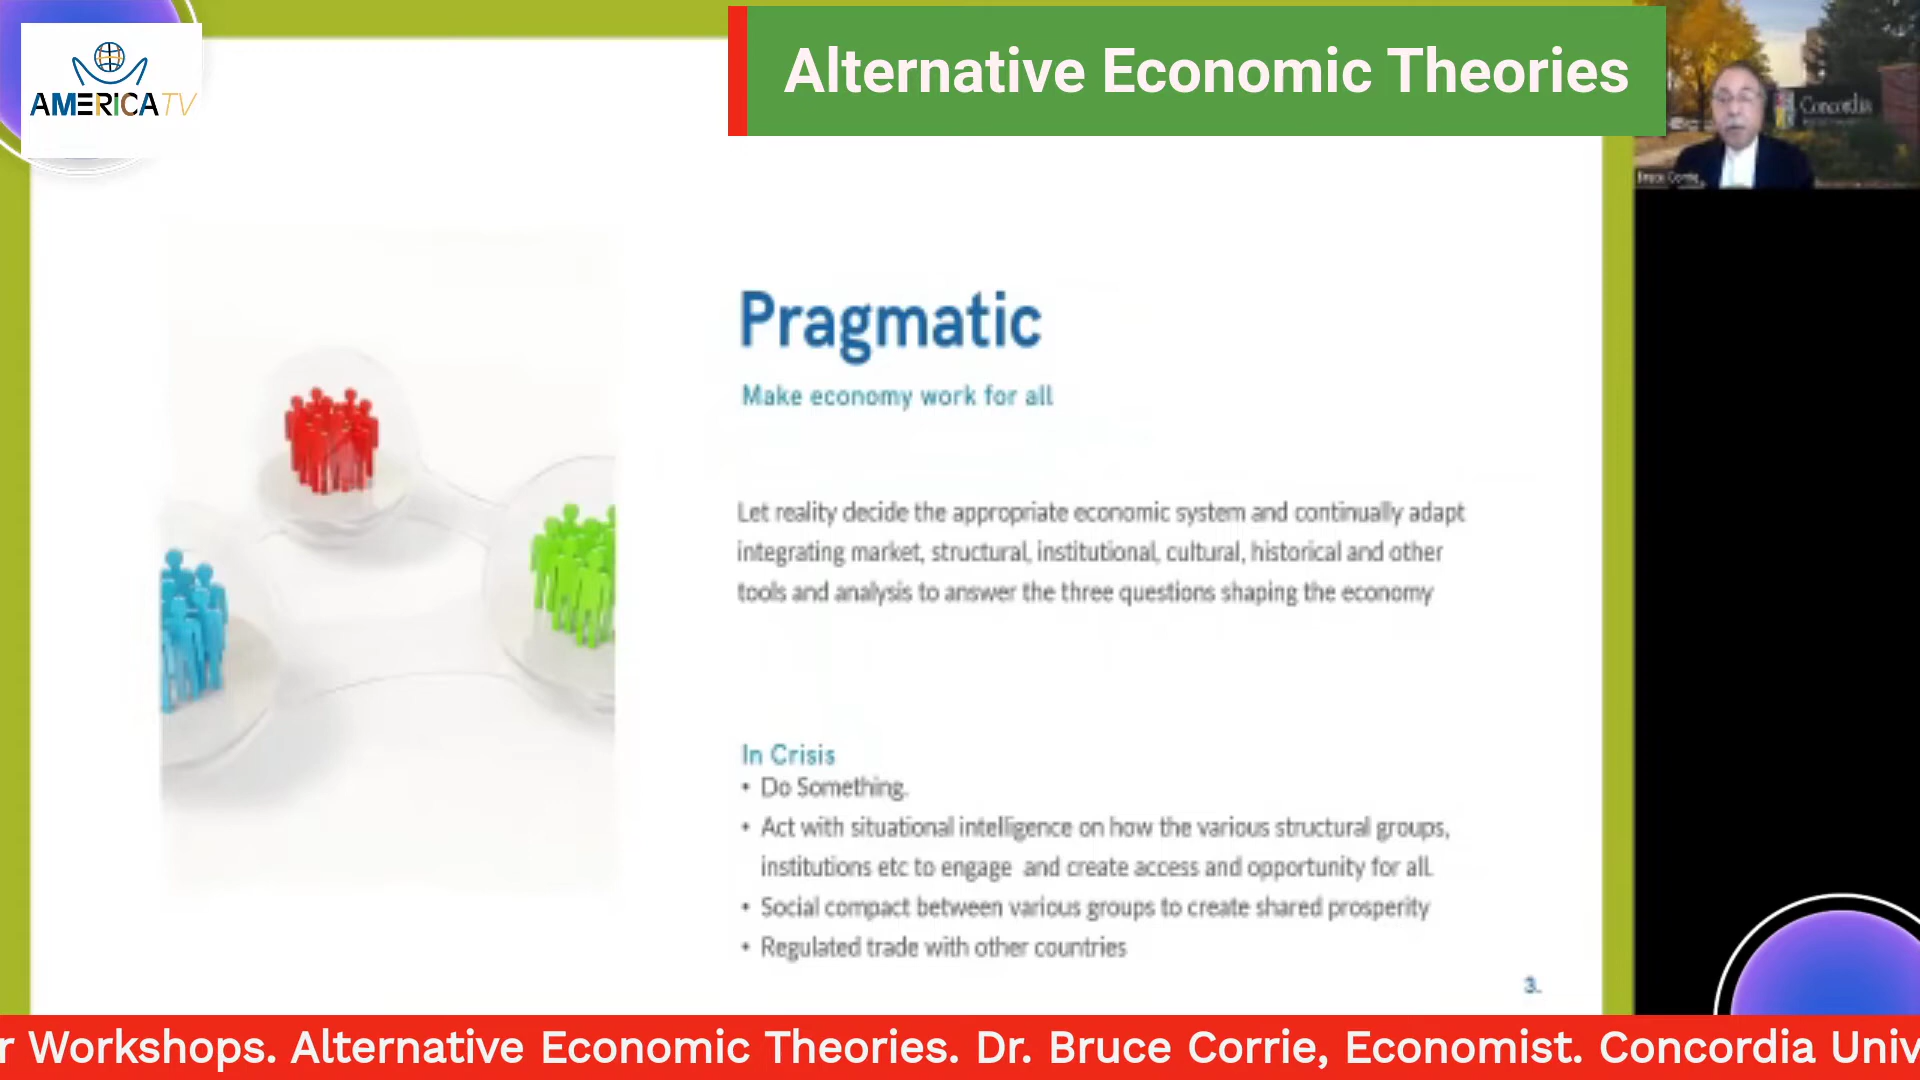 AMERICATV
Alternative Economic Theories
Concordia
Bruce Corrie
Pragmatic
Make economy work for all
Let reality decide the appropriate economic system and continually adapt
integrating market, structural, institutional, cultural, historical and other
tools and analysis to answer the three questions shaping the economy
In Crisis
• Do Something.
• Act with situational intelligence on how the various structural groups,
institutions etc to engage and create access and opportunity for all.
• Social compact between various groups to create shared prosperity
• Regulated trade with other countries
3.
r Workshops. Alternative Economic Theories. Dr. Bruce Corrie, Economist. Concordia Univ